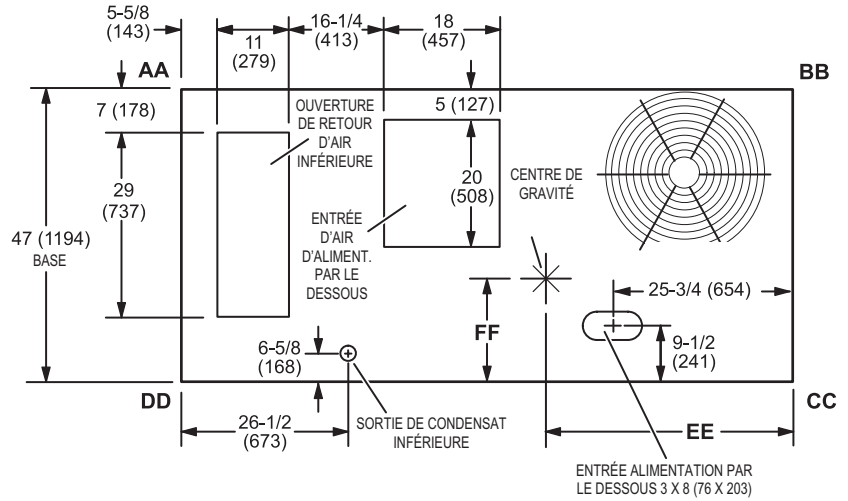 5-5/8
(143)
11
(279)
16-1/4
(413)
18
(457)
AA
BB
7 (178)
OUVERTURE
DE RETOUR
D'AIR
INFÉRIEURE
5 (127)
29
(737)
20
(508)
CENTRE DE
GRAVITÉ
47 (1194)
BASE
ENTRÉE
D'AIR
D'ALIMENT.
PAR LE
DESSOUS
25-3/4 (654)
FF
9-1/2
(241)
6-5/8
(168)
DD
CC
26-1/2
(673)
SORTIE DE CONDENSAT
INFÉRIEURE
EE
ENTRÉE ALIMENTATION PAR
LE DESSOUS 3 X 8 (76 X 203)